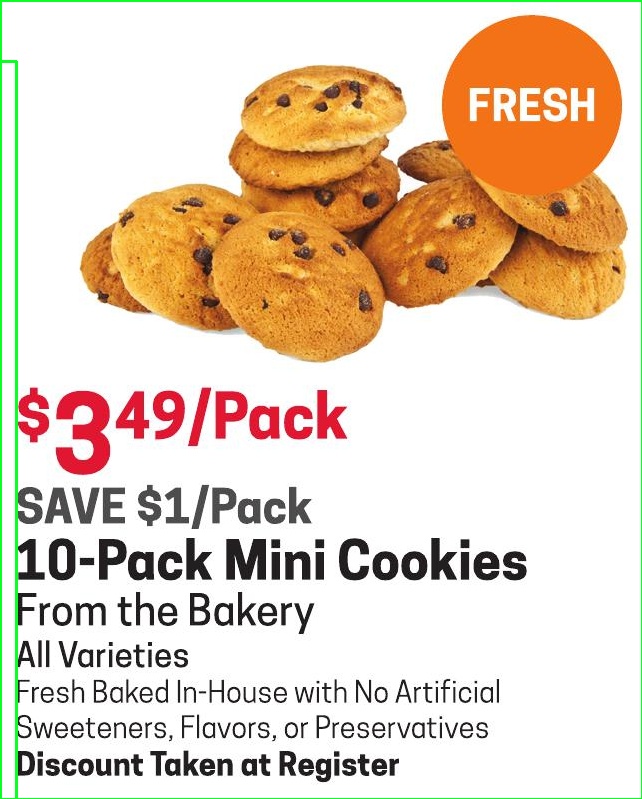 FRESH
$3 49/Pack
SAVE $1/Pack
10-Pack Mini Cookies
From the Bakery
All Varieties
Fresh Baked In-House with No Artificial
Sweeteners, Flavors, or Preservatives
Discount Taken at Register